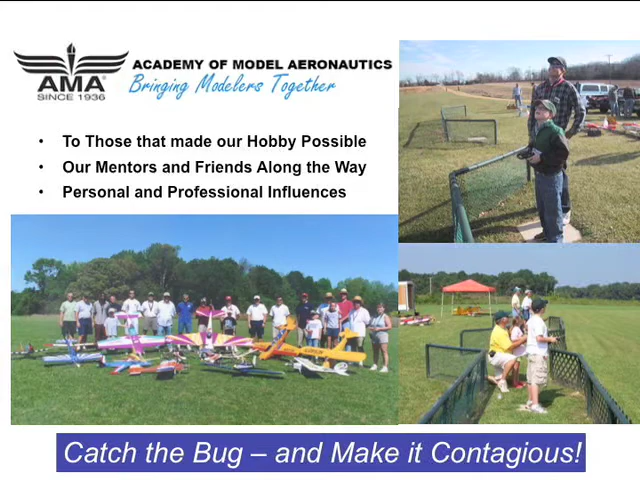 AMA
SINCE 1936
ACADEMY OF MODEL AERONAUTICS
Bringing Modelers Together
• To Those that made our Hobby Possible
• Our Mentors and Friends Along the Way
• Personal and Professional Influences
Catch the Bug – and Make it Contagious!